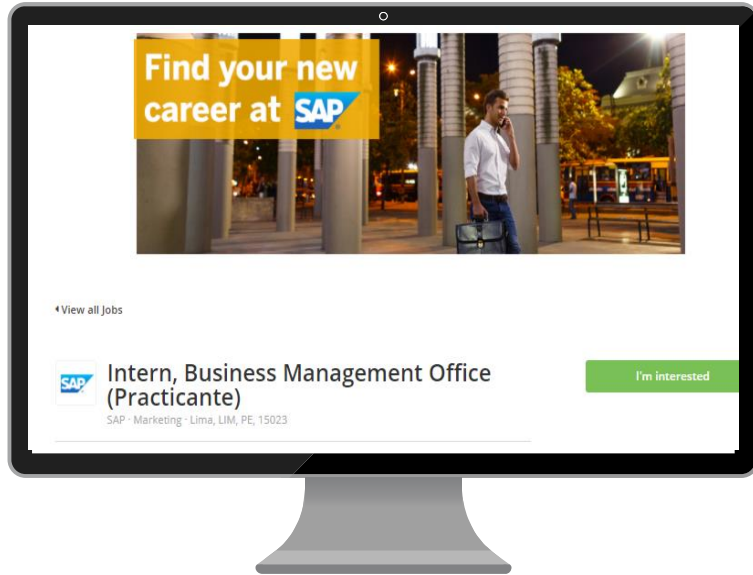 Find your new
career at SAP
View all Jobs
SAP
Intern, Business Management Office
(Practicante)
SAP · Marketing · Lima, LIM, PE, 15023
I'm interested